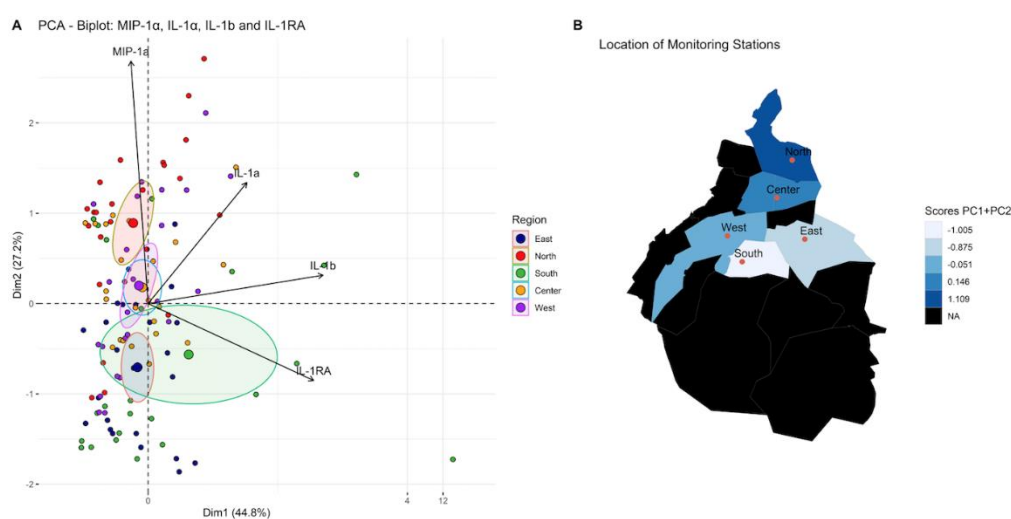 A PCA - Biplot: MIP-1α, IL-1α, IL-1b and IL-1RA
MIP-1a
IL-1a
IL-1b
IL-1RA
2
1
0
-1
-2
Dim2 (27.2%)
0
4
12
Dim1 (44.8%)
Region
East
North
South
Center
West
B
Location of Monitoring Stations
North
Center
West
East
South
Scores PC1+PC2
-1.005
-0.875
-0.051
0.146
1.109
NA